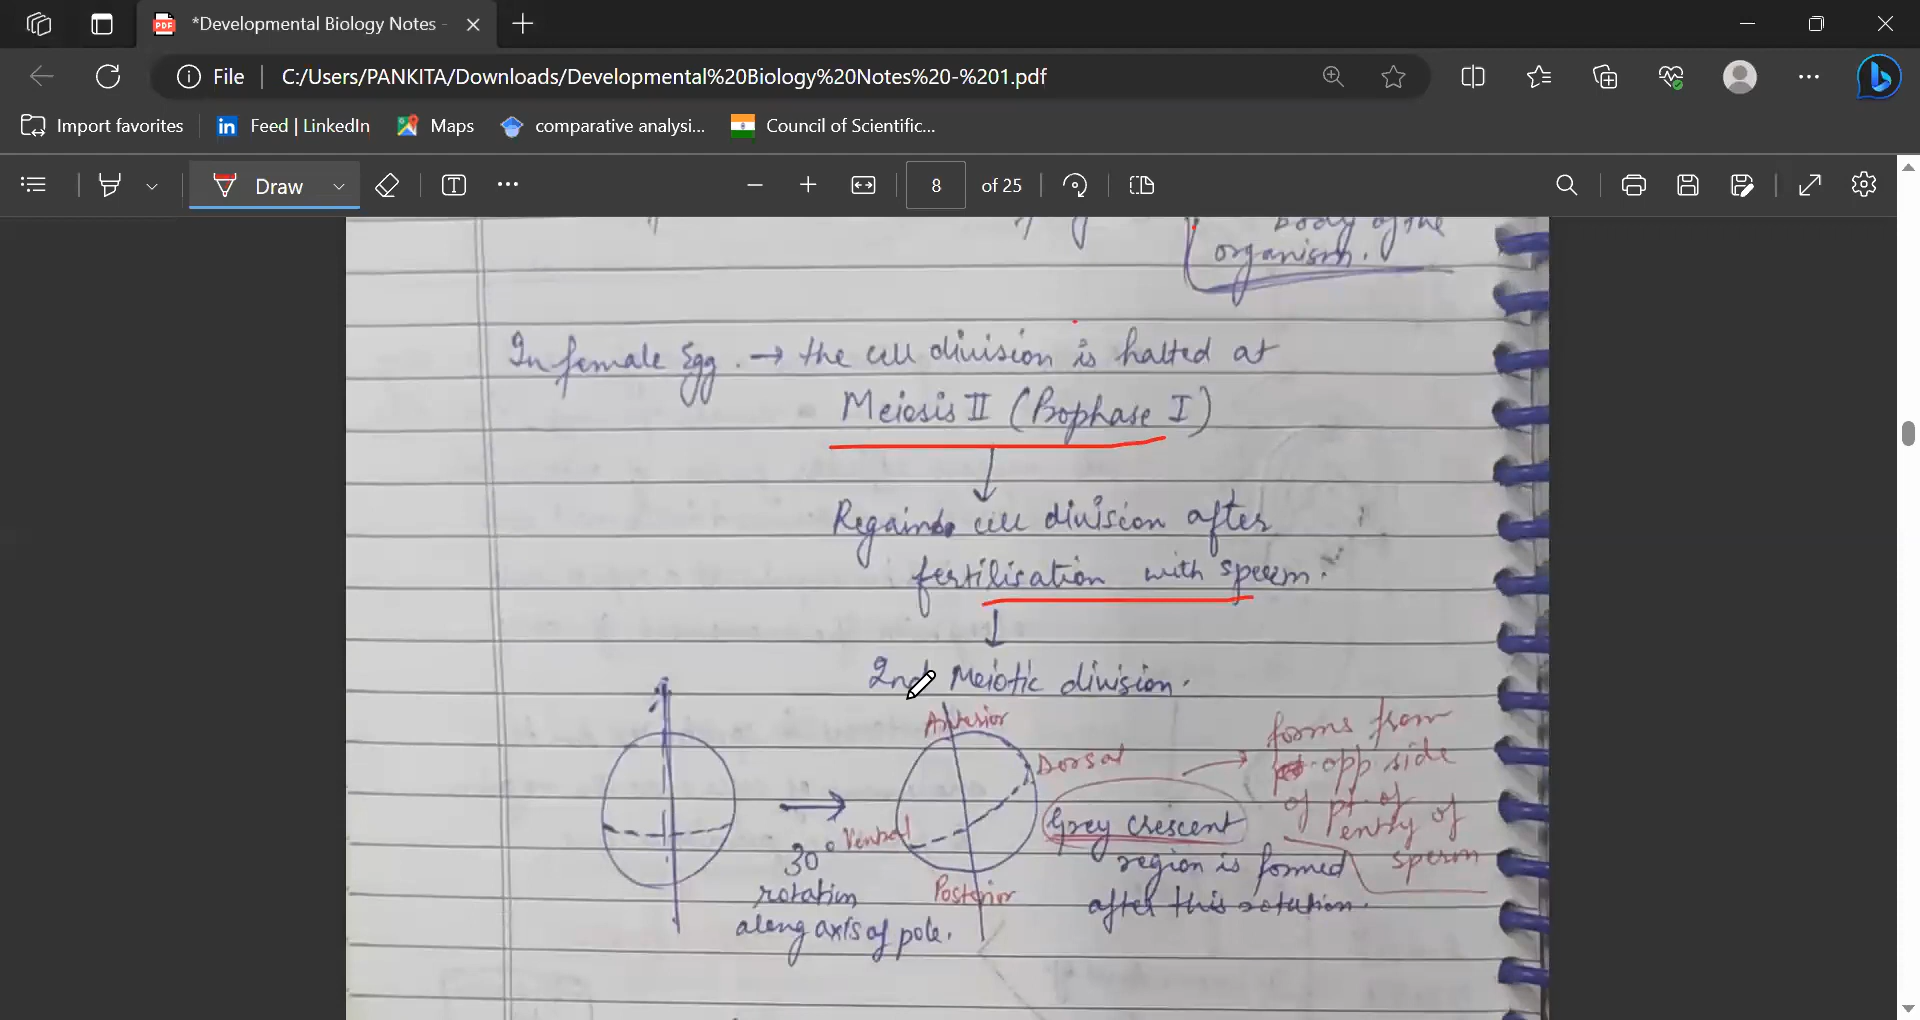 *Developmental Biology Notes -
File C:/Users/PANKITA/Downloads/Developmental%20Biology%20Notes%20-%201.pdf
Import favorites Feed | LinkedIn Maps comparative analysi... Council of Scientific...
Draw 8 of 25
body of the
organism.
In female Egg. → the cell division is halted at
Meiosis II (Prophase I)
Regains cell division after
fertilisation with sperm.
2nd Meiotic division.
Anterior
Dorsal
forms from
opp side
of pt. of
entry of
sperm
Grey crescent
region is formed
after this rotation.
Ventral
Posterior
30°
rotation
along axis of pole.